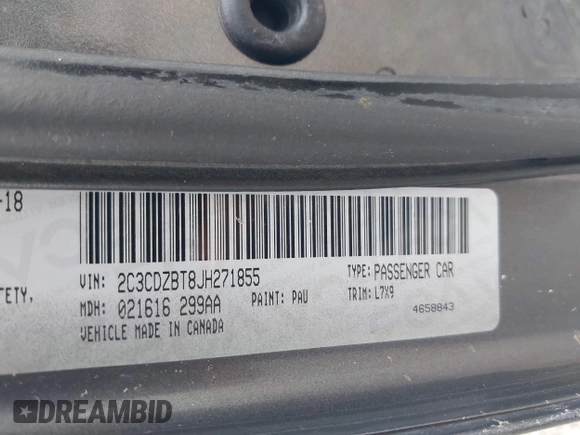 -18
FETY,
VIN: 2C3CDZBT8JH271855
TYPE: PASSENGER CAR
MDH: 021616 299AA
PAINT: PAU
TRIM: L7X9
VEHICLE MADE IN CANADA
4658843
DREAMBID